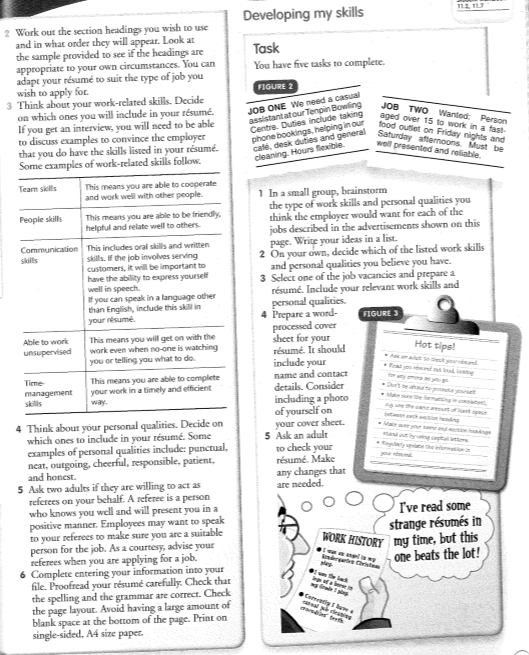 2 Work out the section headings you wish to use
and in what order they will appear. Look at
the sample provided to see if the headings are
appropriate to your own circumstances. You can
adapt your résumé to suit the type of job you
wish to apply for.
3 Think about your work-related skills. Decide
on which ones you will include in your résumé.
If you get an interview, you will need to be able
to discuss examples to convince the employer
that you do have the skills listed in your résumé.
Some examples of work-related skills follow.
Team skills
This means you are able to cooperate
and work well with other people.
People skills
This means you are able to be friendly,
helpful and relate well to others.
Communication
skills
This includes oral skills and written
skills. If the job involves serving
customers, it will be important to
have the ability to express yourself
well in speech.
If you can speak in a language other
than English, include this skill in
your résumé.
Able to work
unsupervised
This means you will get on with the
work even when no-one is watching
you or telling you what to do.
Time-
management
skills
This means you are able to complete
your work in a timely and efficient
way.
4 Think about your personal qualities. Decide on
which ones to include in your résumé. Some
examples of personal qualities include: punctual,
neat, outgoing, cheerful, responsible, patient,
and honest.
5 Ask two adults if they are willing to act as
referees on your behalf. A referee is a person
who knows you well and will present you in a
positive manner. Employees may want to speak
to your referees to make sure you are a suitable
person for the job. As a courtesy, advise your
referees when you are applying for a job.
6 Complete entering your information into your
file. Proofread your résumé carefully. Check that
the spelling and the grammar are correct. Check
the page layout. Avoid having a large amount of
blank space at the bottom of the page. Print on
single-sided, A4 size paper.
11.2, 11.7
Developing my skills
Task
You have five tasks to complete.
FIGURE 2
JOB ONE We need a casual
assistant at our Tenpin Bowling
Centre. Duties include taking
phone bookings, helping in our
café, desk duties and general
cleaning. Hours flexible.
JOB TWO Wanted: Person
aged over 15 to work in a fast-
food outlet on Friday nights and
Saturday afternoons. Must be
well presented and reliable.
1 In a small group, brainstorm
the type of work skills and personal qualities you
think the employer would want for each of the
jobs described in the advertisements shown on this
page. Write your ideas in a list.
2 On your own, decide which of the listed work skills
and personal qualities you believe you have.
3 Select one of the job vacancies and prepare a
résumé. Include your relevant work skills and
personal qualities.
4 Prepare a word-
processed cover
sheet for your
résumé. It should
include your
name and contact
details. Consider
including a photo
of yourself on
your cover sheet.
5 Ask an adult
to check your
résumé. Make
any changes that
are needed.
FIGURE 3
Hot tips!
• Ask an adult to check your résumé.
• Read your résumé out loud, looking
for any errors as you go.
• Don't be afraid to promote yourself.
• Make sure the formatting is consistent,
e.g. use the same amount of blank space
between each section heading.
• Make sure your name and section headings
stand out by using capital letters.
• Regularly update the information in
your résumé.
I've read some
strange résumés in
my time, but this
one beats the lot!
WORK HISTORY
• I was an angel in my
kindergarten Christmas
play.
• I was the back
legs of a horse in
my Grade 1 play.
• Currently I have a
casual job cleaning
crocodiles' teeth.